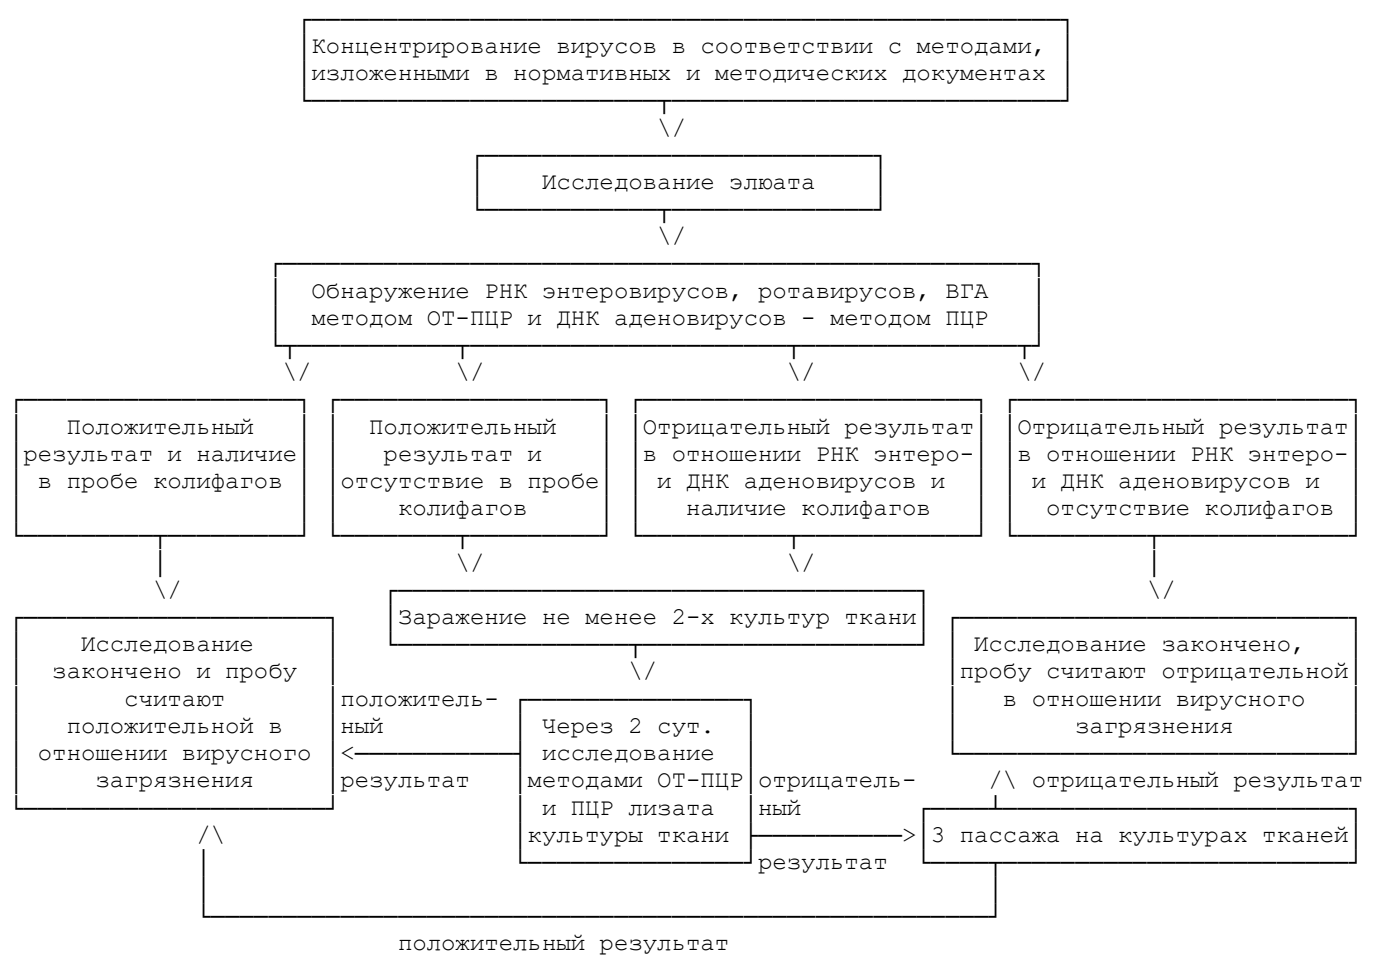 Концентрирование вирусов в соответствии с методами,
изложенными в нормативных и методических документах
Исследование элюата
Обнаружение РНК энтеровирусов, ротавирусов, ВГА
методом ОТ-ПЦР и ДНК аденовирусов - методом ПЦР
Положительный
результат и наличие
в пробе колифагов
Положительный
результат и
отсутствие в пробе
колифагов
Отрицательный результат
в отношении РНК энтеро-
и ДНК аденовирусов и
наличие колифагов
Отрицательный результат
в отношении РНК энтеро-
и ДНК аденовирусов и
отсутствие колифагов
Заражение не менее 2-х культур ткани
Исследование
закончено и пробу
считают
положительной в
отношении вирусного
загрязнения
положитель-
ный
результат
Через 2 сут.
исследование
методами ОТ-ПЦР
и ПЦР лизата
культуры ткани
отрицатель-
ный
результат
Исследование закончено,
пробу считают отрицательной
в отношении вирусного
загрязнения
отрицательный результат
3 пассажа на культурах тканей
положительный результат